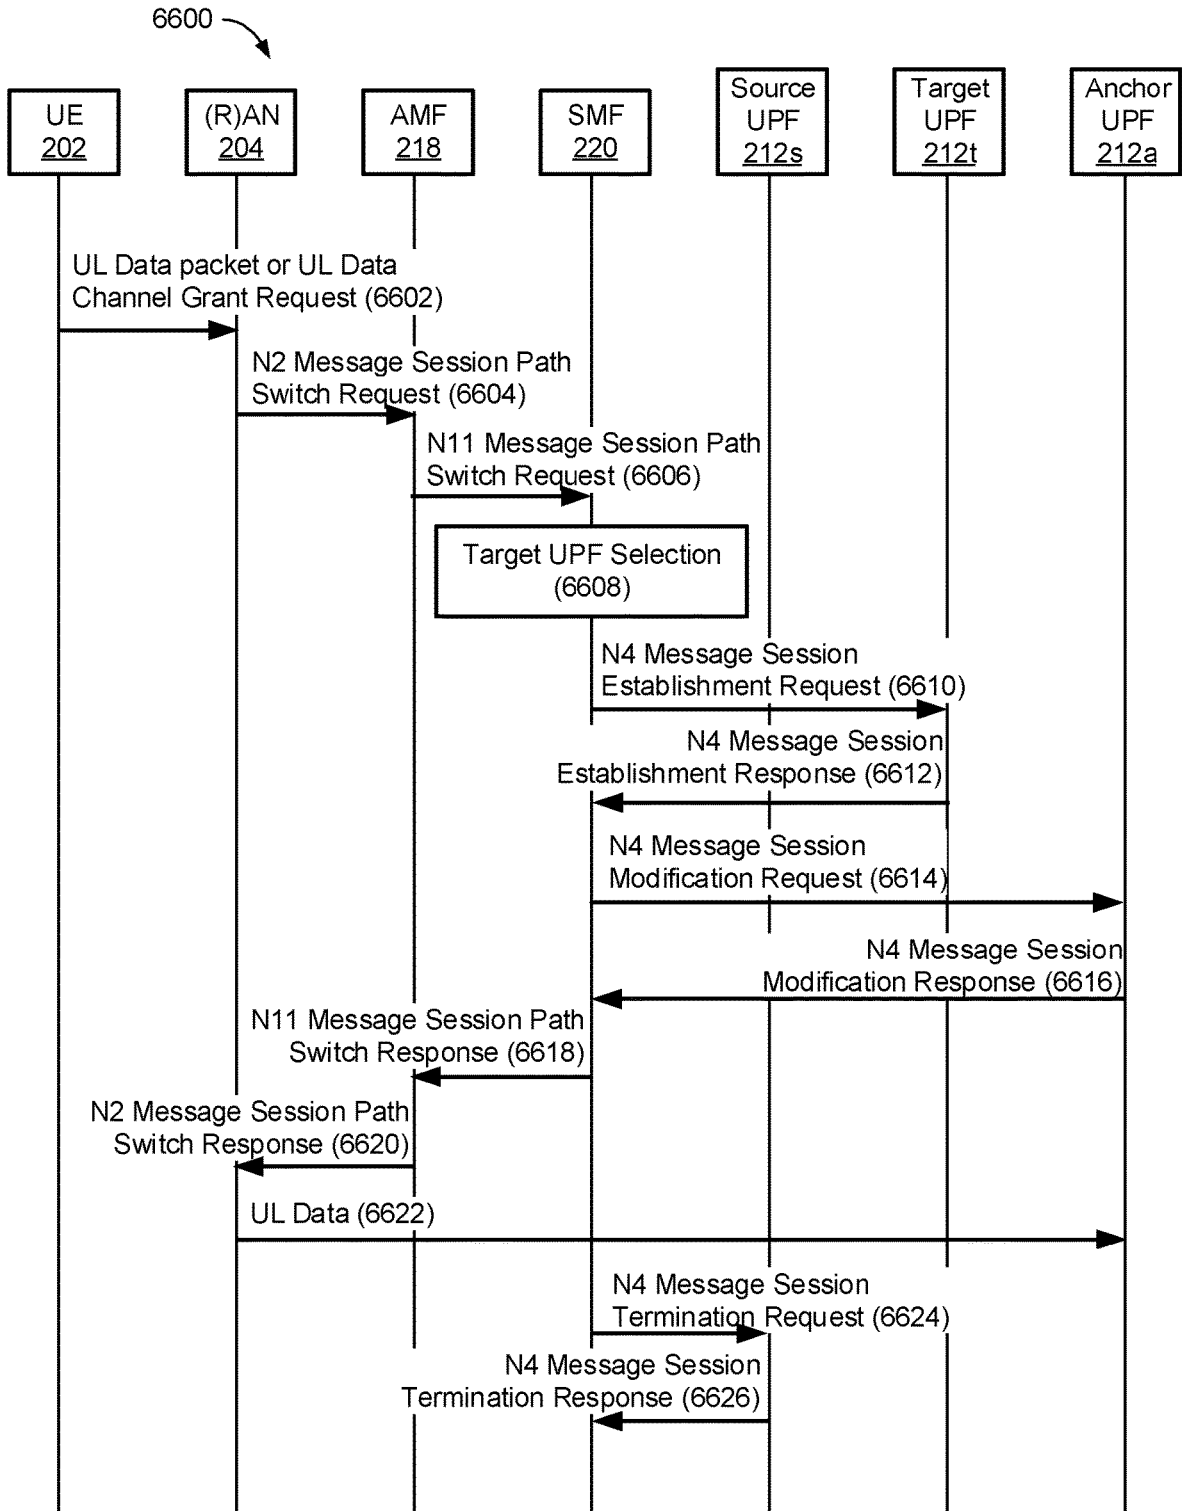 6600
UE
202
(R)AN
204
AMF
218
SMF
220
Source
UPF
212s
Target
UPF
212t
Anchor
UPF
212a
UL Data packet or UL Data
Channel Grant Request (6602)
N2 Message Session Path
Switch Request (6604)
N11 Message Session Path
Switch Request (6606)
Target UPF Selection
(6608)
N4 Message Session
Establishment Request (6610)
N4 Message Session
Establishment Response (6612)
N4 Message Session
Modification Request (6614)
N4 Message Session
Modification Response (6616)
N11 Message Session Path
Switch Response (6618)
N2 Message Session Path
Switch Response (6620)
UL Data (6622)
N4 Message Session
Termination Request (6624)
N4 Message Session
Termination Response (6626)